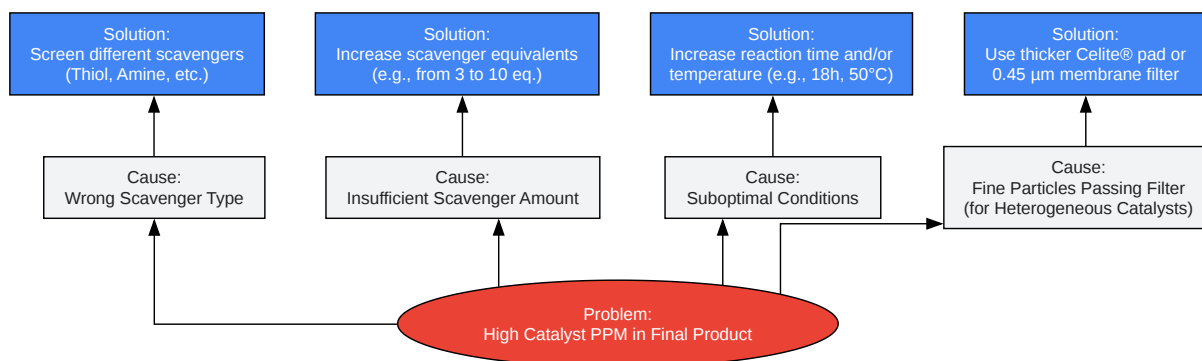 Solution:
Screen different scavengers
(Thiol, Amine, etc.)
Solution:
Increase scavenger equivalents
(e.g., from 3 to 10 eq.)
Solution:
Increase reaction time and/or
temperature (e.g., 18h, 50°C)
Solution:
Use thicker Celite® pad or
0.45 µm membrane filter
Cause:
Wrong Scavenger Type
Cause:
Insufficient Scavenger Amount
Cause:
Suboptimal Conditions
Cause:
Fine Particles Passing Filter
(for Heterogeneous Catalysts)
Problem:
High Catalyst PPM in Final Product